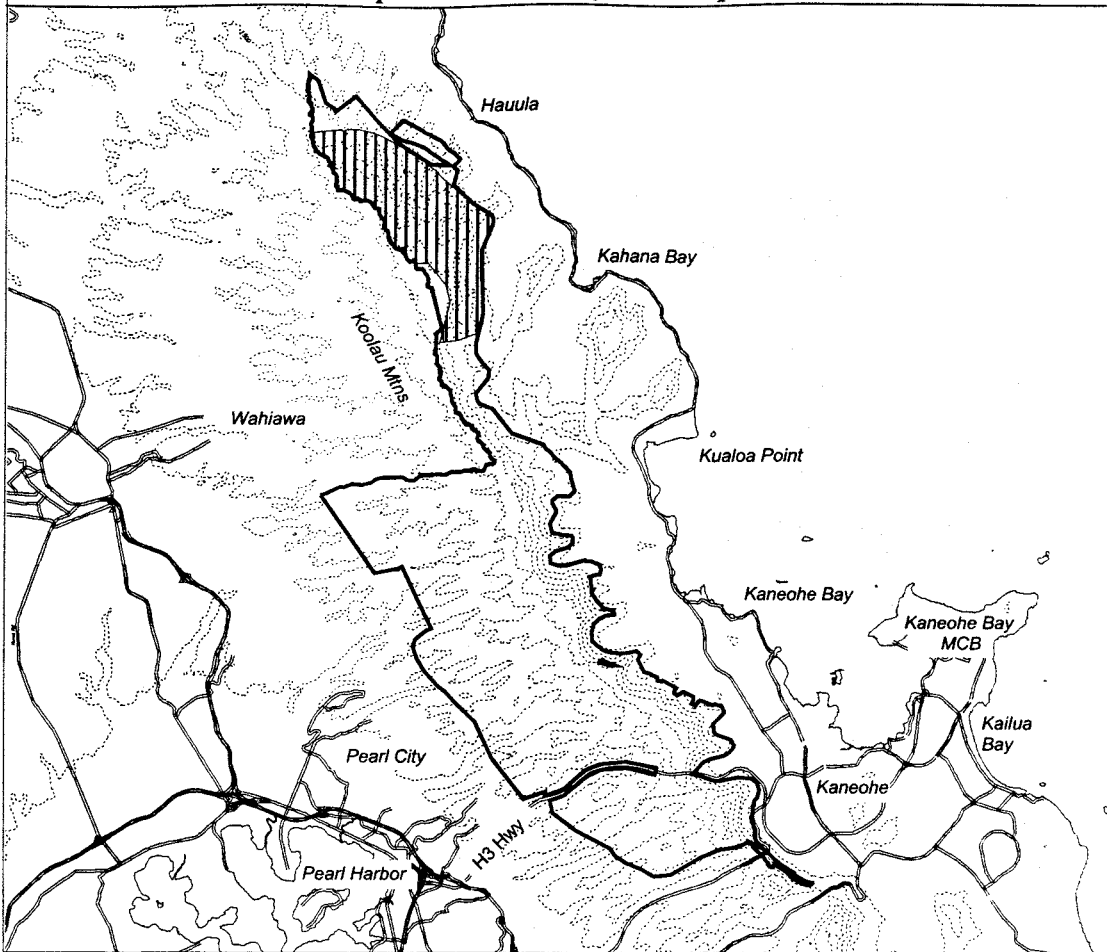 Hauula
Kahana Bay
Koolau Mtns
Wahiawa
Kualoa Point
Kaneohe Bay
Kaneohe Bay
MCB
Kailua
Bay
Pearl City
Kaneohe
H3 Hwy
Pearl Harbor